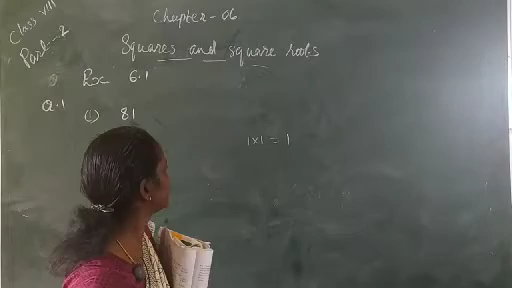 Class VIII
Part-2
Chapter-06
Squares and square roots
Ex 6.1
Q.1 (i) 81
1x1 = 1